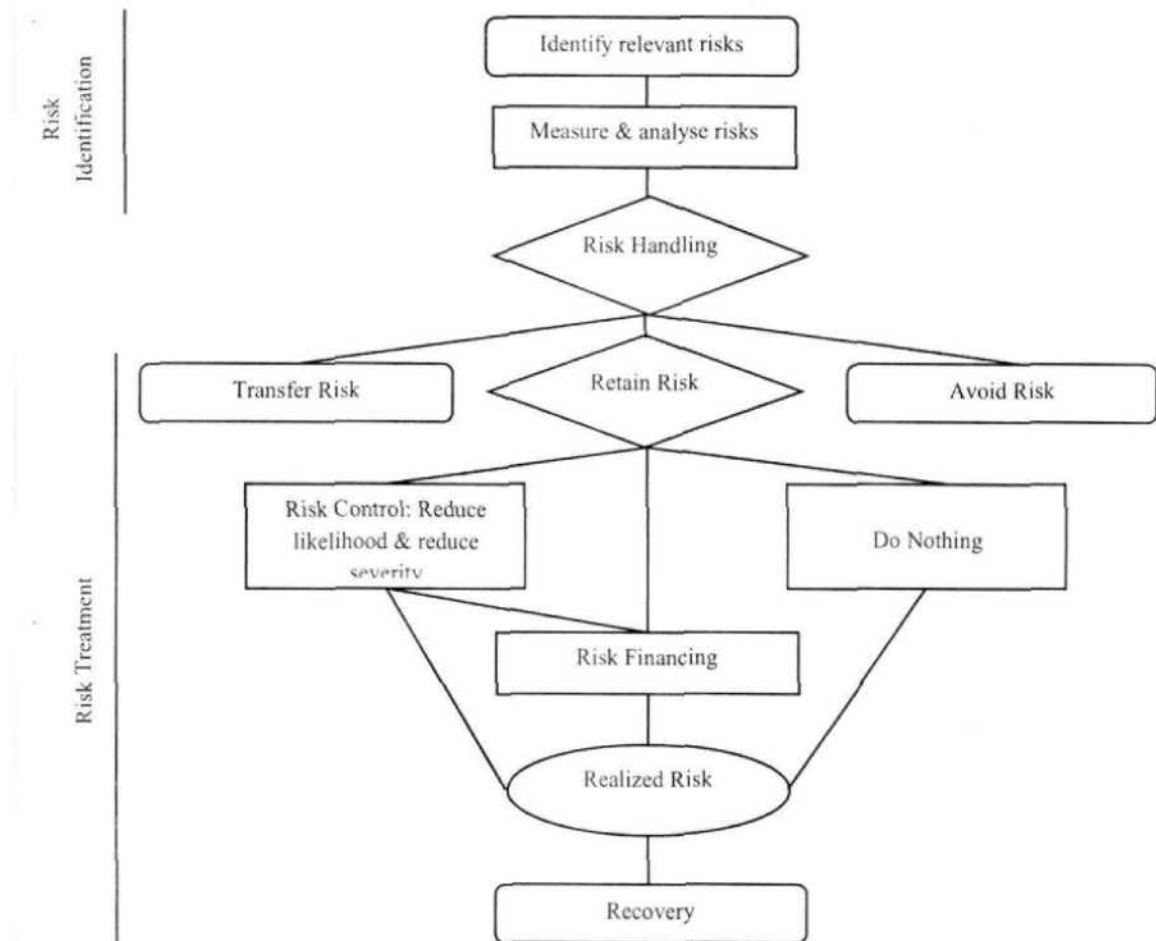 Identify relevant risks
Risk
Identification
Measure & analyse risks
Risk Handling
Transfer Risk
Retain Risk
Avoid Risk
Risk Control: Reduce
likelihood & reduce
severity
Do Nothing
Risk Treatment
Risk Financing
Realized Risk
Recovery